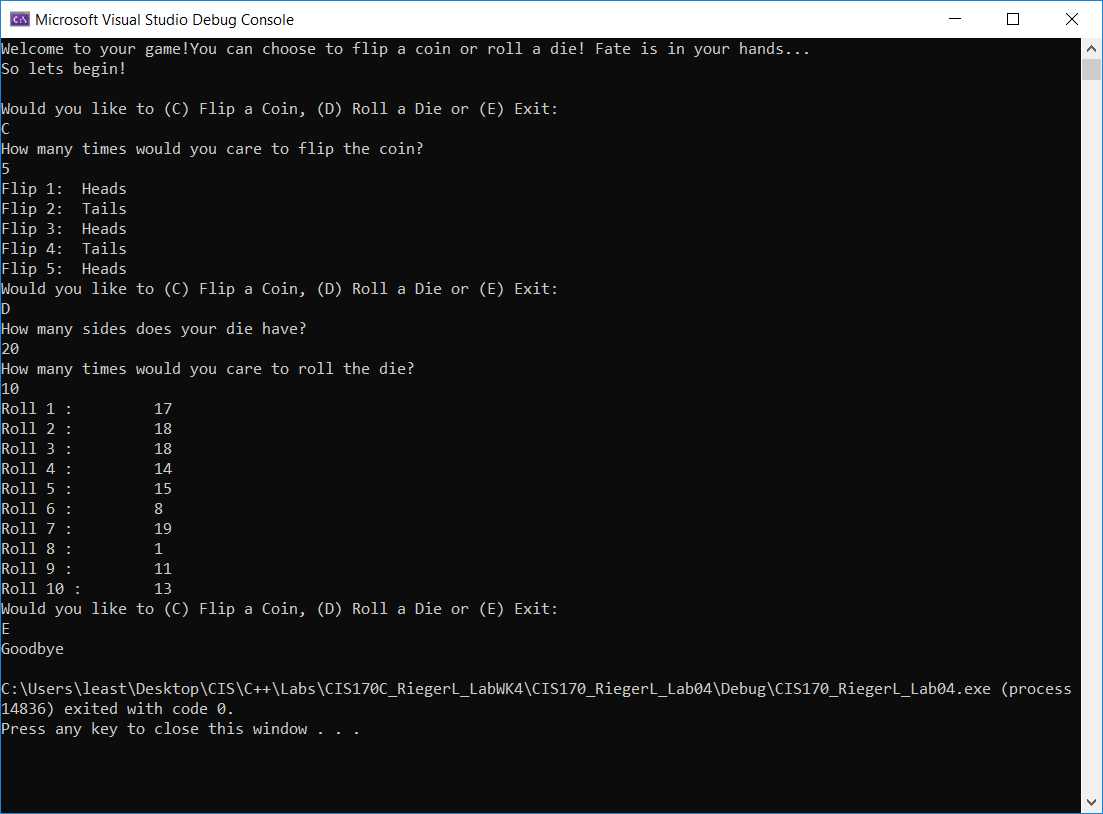 Microsoft Visual Studio Debug Console
Welcome to your game!You can choose to flip a coin or roll a die! Fate is in your hands...
So lets begin!
Would you like to (C) Flip a Coin, (D) Roll a Die or (E) Exit:
C
How many times would you care to flip the coin?
5
Flip 1:  Heads
Flip 2:  Tails
Flip 3:  Heads
Flip 4:  Tails
Flip 5:  Heads
Would you like to (C) Flip a Coin, (D) Roll a Die or (E) Exit:
D
How many sides does your die have?
20
How many times would you care to roll the die?
10
Roll 1 :         17
Roll 2 :         18
Roll 3 :         18
Roll 4 :         14
Roll 5 :         15
Roll 6 :         8
Roll 7 :         19
Roll 8 :         1
Roll 9 :         11
Roll 10 :        13
Would you like to (C) Flip a Coin, (D) Roll a Die or (E) Exit:
E
Goodbye
C:\Users\least\Desktop\CIS\C++\Labs\CIS170C_RiegerL_LabWK4\CIS170_RiegerL_Lab04\Debug\CIS170_RiegerL_Lab04.exe (process
14836) exited with code 0.
Press any key to close this window . . .